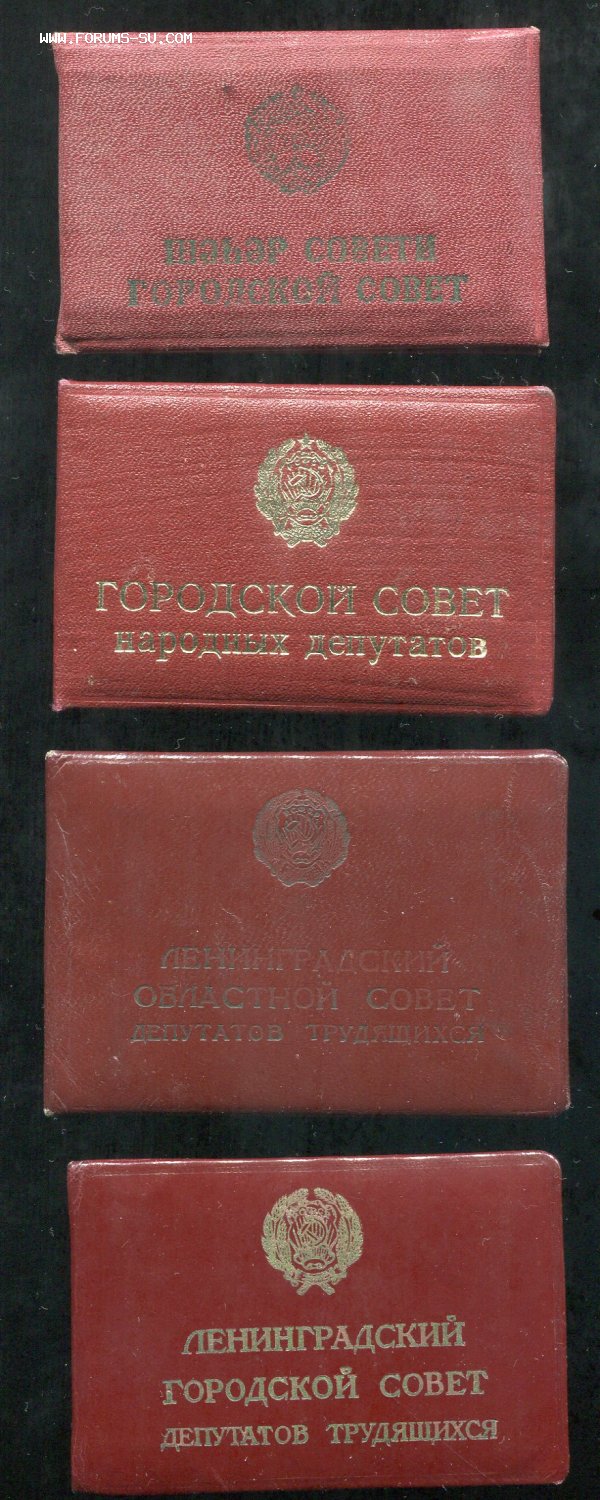 WWW.FORUMS-SU.COM
ШӘҺӘР СОВЕТИ
ГОРОДСКОЙ СОВЕТ
ГОРОДСКОЙ СОВЕТ
народных депутатов
ЛЕНИНГРАДСКИЙ
ОБЛАСТНОЙ СОВЕТ
ДЕПУТАТОВ ТРУДЯЩИХСЯ
ЛЕНИНГРАДСКИЙ
ГОРОДСКОЙ СОВЕТ
ДЕПУТАТОВ ТРУДЯЩИХСЯ